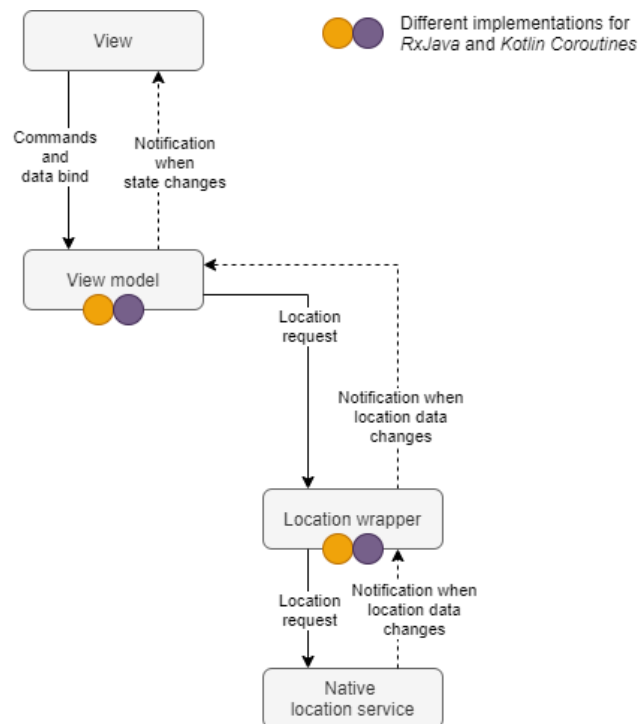 View
Different implementations for
RxJava and Kotlin Coroutines
Commands
and
data bind
Notification
when
state changes
View model
Location
request
Notification when
location data
changes
Location wrapper
Location
request
Notification when
location data
changes
Native
location service